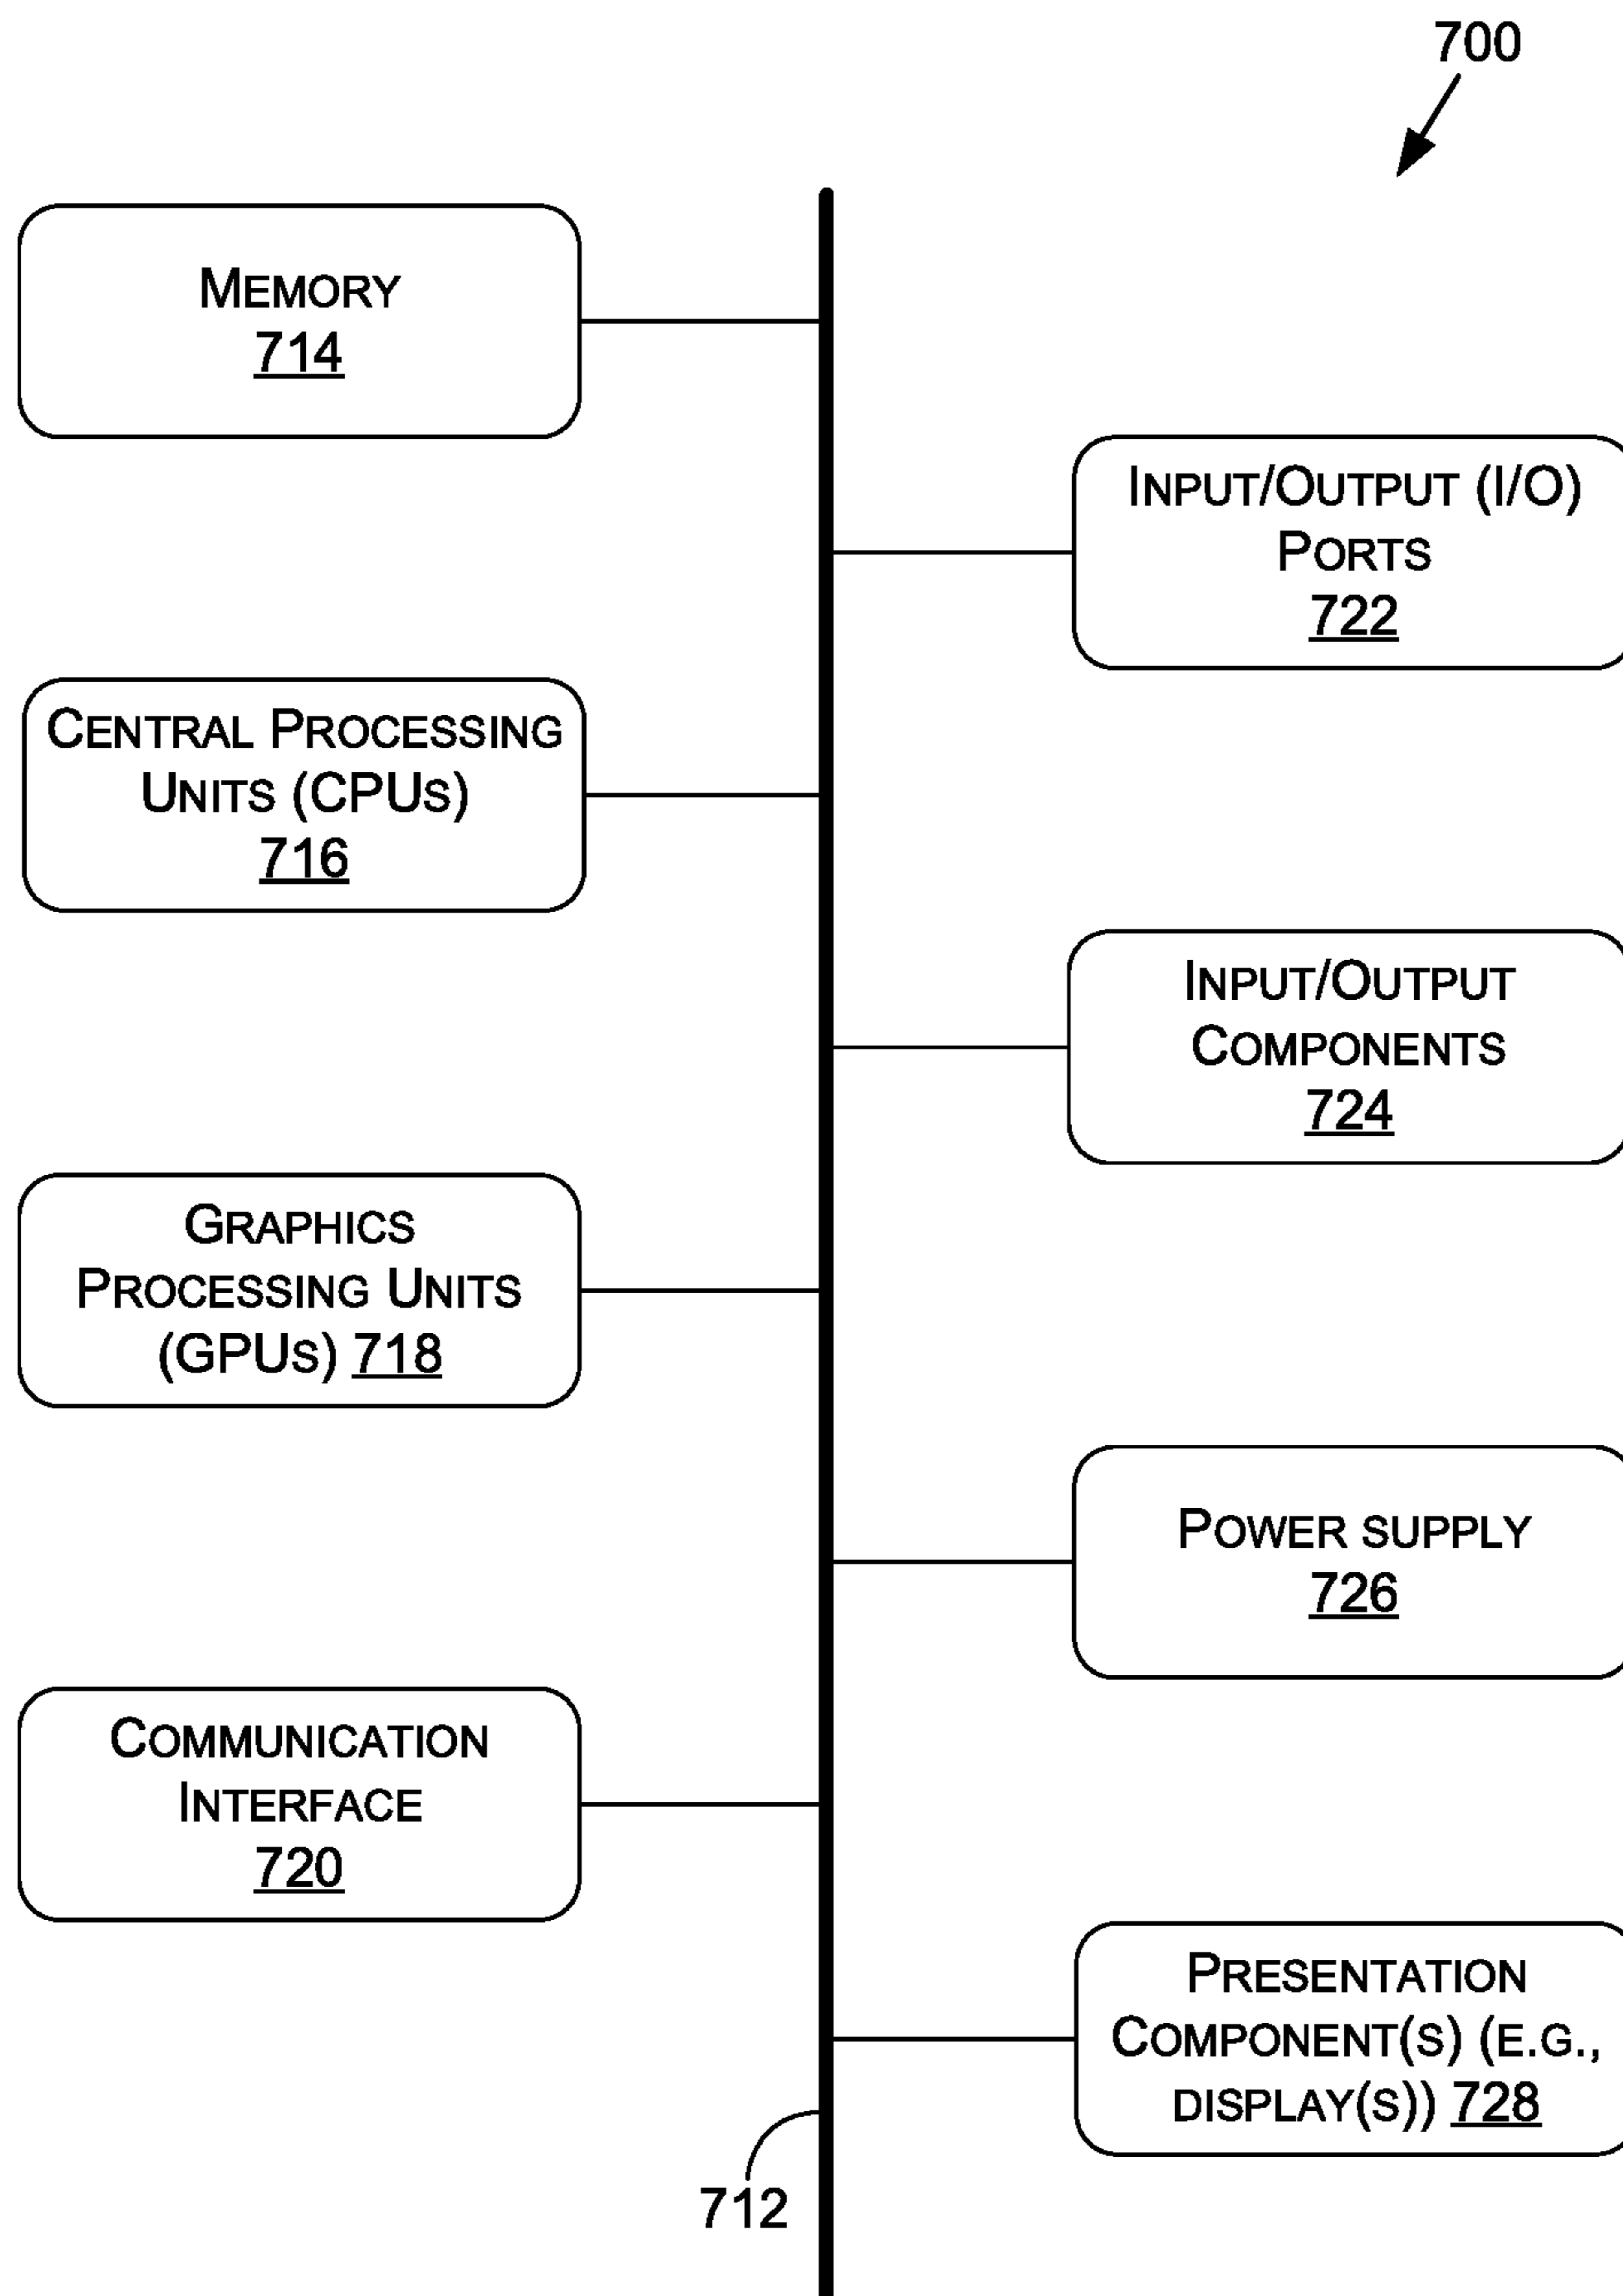 700
MEMORY
714
INPUT/OUTPUT (I/O)
PORTS
722
CENTRAL PROCESSING
UNITS (CPUS)
716
INPUT/OUTPUT
COMPONENTS
724
GRAPHICS
PROCESSING UNITS
(GPUS) 718
POWER SUPPLY
726
COMMUNICATION
INTERFACE
720
PRESENTATION
COMPONENT(S) (E.G.,
DISPLAY(S)) 728
712